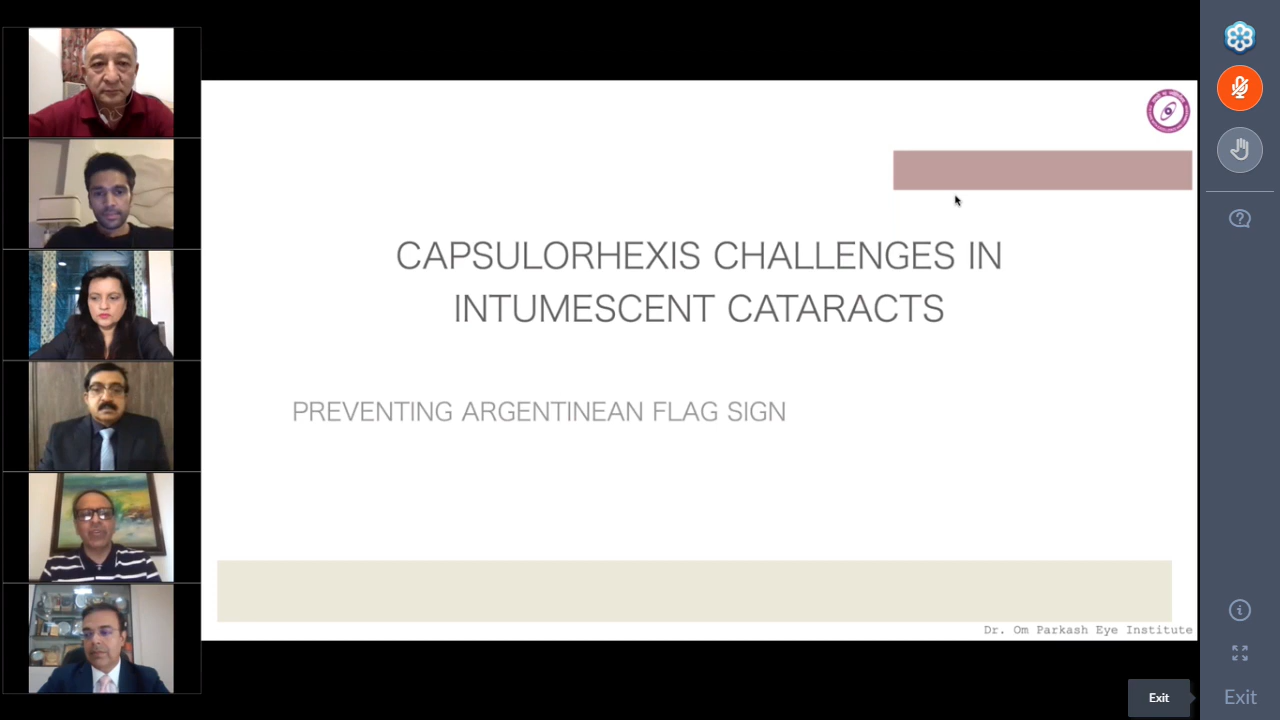 CAPSULORHEXIS CHALLENGES IN
INTUMESCENT CATARACTS
PREVENTING ARGENTINEAN FLAG SIGN
Dr. Om Parkash Eye Institute
Exit
Exit